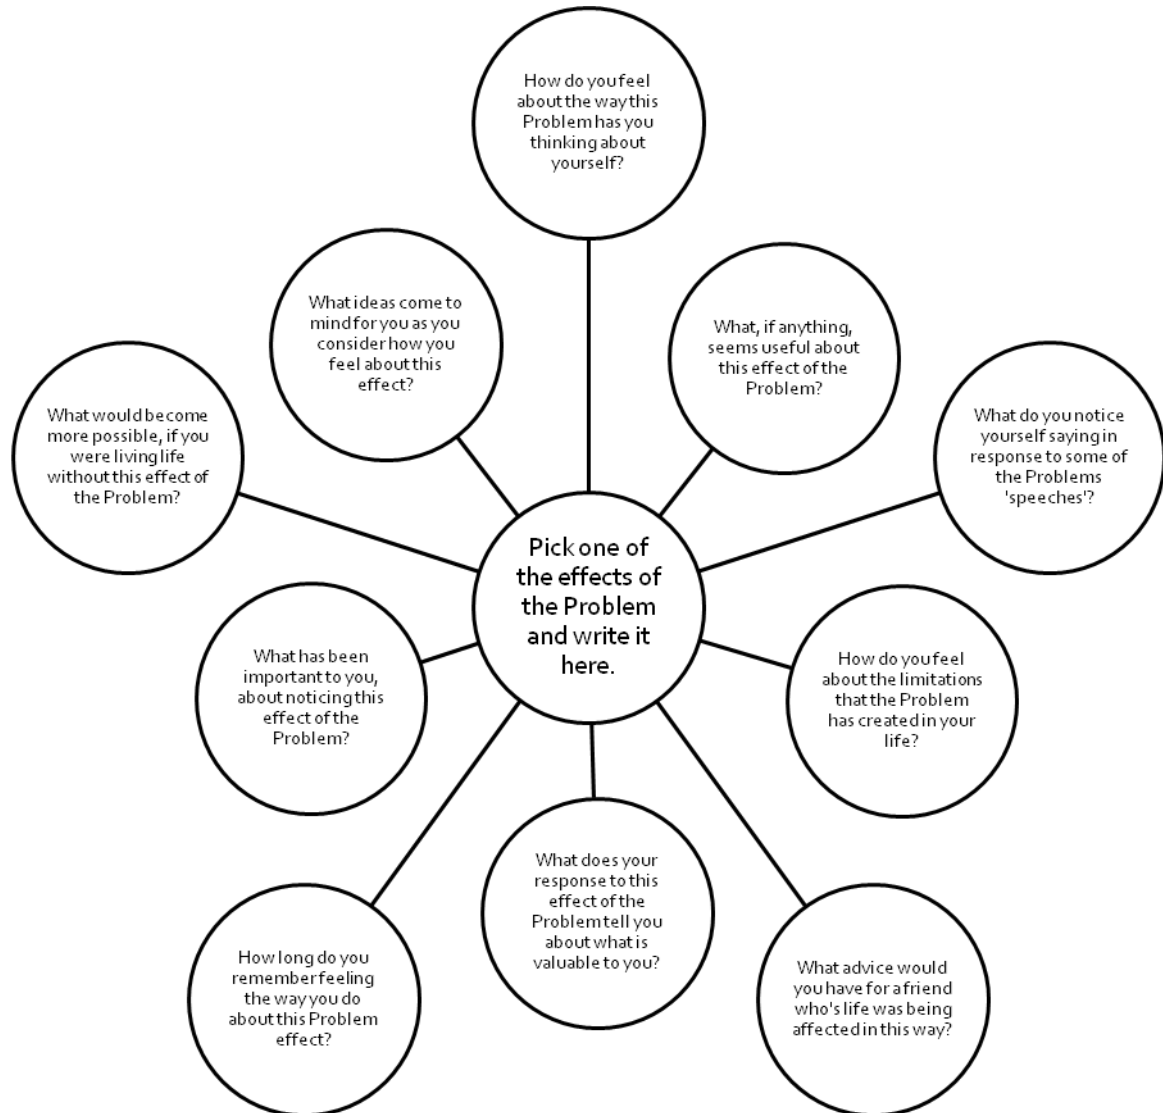 How do you feel
about the way this
Problem has you
thinking about
yourself?
What ideas come to
mind for you as you
consider how you
feel about this
effect?
What, if anything,
seems useful about
this effect of the
Problem?
What would become
more possible, if you
were living life
without this effect of
the Problem?
What do you notice
yourself saying in
response to some of
the Problems
'speeches'?
Pick one of
the effects of
the Problem
and write it
here.
What has been
important to you,
about noticing this
effect of the
Problem?
How do you feel
about the limitations
that the Problem
has created in your
life?
What does your
response to this
effect of the
Problem tell you
about what is
valuable to you?
How long do you
remember feeling
the way you do
about this Problem
effect?
What advice would
you have for a friend
who's life was being
affected in this way?